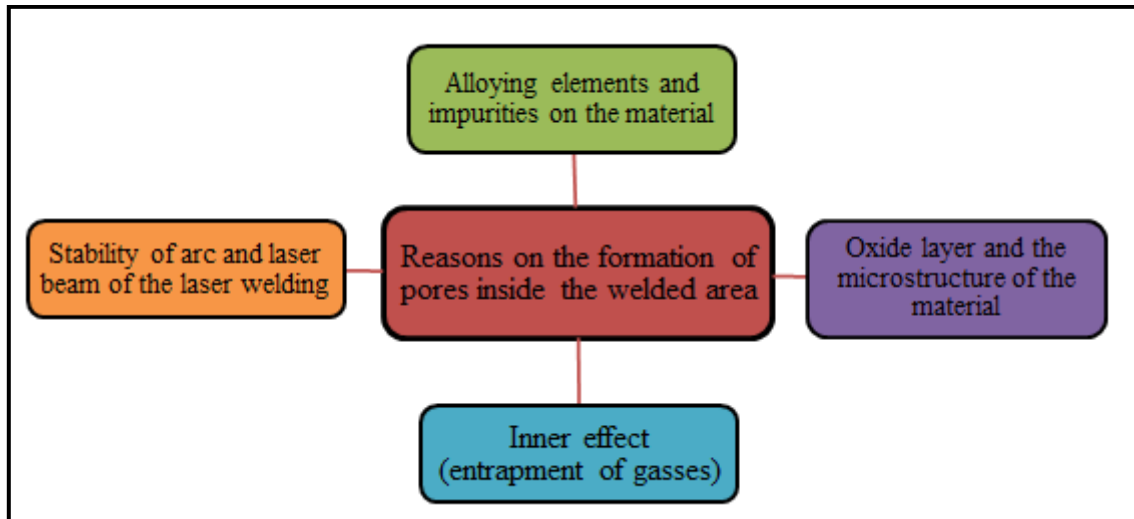 Alloying elements and
impurities on the material
Stability of arc and laser
beam of the laser welding
Reasons on the formation of
pores inside the welded area
Oxide layer and the
microstructure of the
material
Inner effect
(entrapment of gasses)